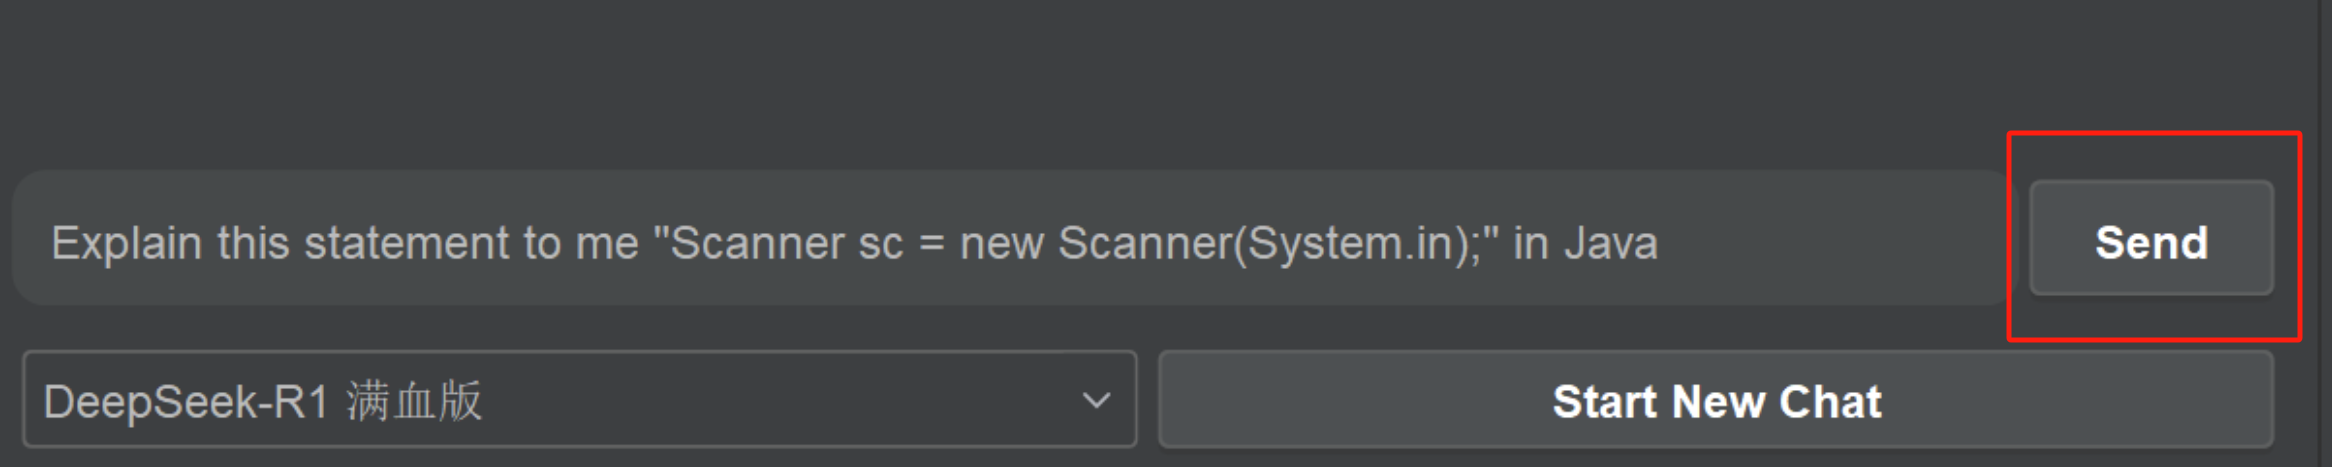 Explain this statement to me "Scanner sc = new Scanner(System.in);" in Java
Send
DeepSeek-R1 满血版
Start New Chat